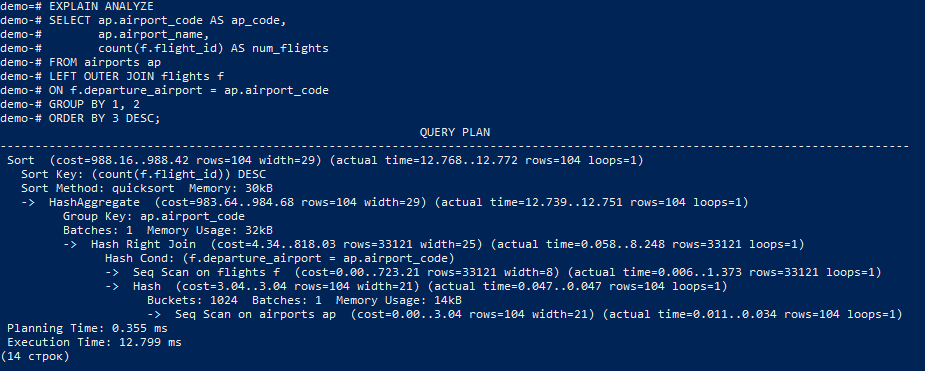 demo=# EXPLAIN ANALYZE
demo-# SELECT ap.airport_code AS ap_code,
demo-#        ap.airport_name,
demo-#        count(f.flight_id) AS num_flights
demo-# FROM airports ap
demo-# LEFT OUTER JOIN flights f
demo-# ON f.departure_airport = ap.airport_code
demo-# GROUP BY 1, 2
demo-# ORDER BY 3 DESC;
QUERY PLAN
---------------------------------------------------------------------------------------------------------------------------------------
Sort  (cost=988.16..988.42 rows=104 width=29) (actual time=12.768..12.772 rows=104 loops=1)
  Sort Key: (count(f.flight_id)) DESC
  Sort Method: quicksort  Memory: 30kB
  ->  HashAggregate  (cost=983.64..984.68 rows=104 width=29) (actual time=12.739..12.751 rows=104 loops=1)
        Group Key: ap.airport_code
        Batches: 1  Memory Usage: 32kB
        ->  Hash Right Join  (cost=4.34..818.03 rows=33121 width=25) (actual time=0.058..8.248 rows=33121 loops=1)
              Hash Cond: (f.departure_airport = ap.airport_code)
              ->  Seq Scan on flights f  (cost=0.00..723.21 rows=33121 width=8) (actual time=0.006..1.373 rows=33121 loops=1)
              ->  Hash  (cost=3.04..3.04 rows=104 width=21) (actual time=0.047..0.047 rows=104 loops=1)
                    Buckets: 1024  Batches: 1  Memory Usage: 14kB
                    ->  Seq Scan on airports ap  (cost=0.00..3.04 rows=104 width=21) (actual time=0.011..0.034 rows=104 loops=1)
Planning Time: 0.355 ms
Execution Time: 12.799 ms
(14 строк)